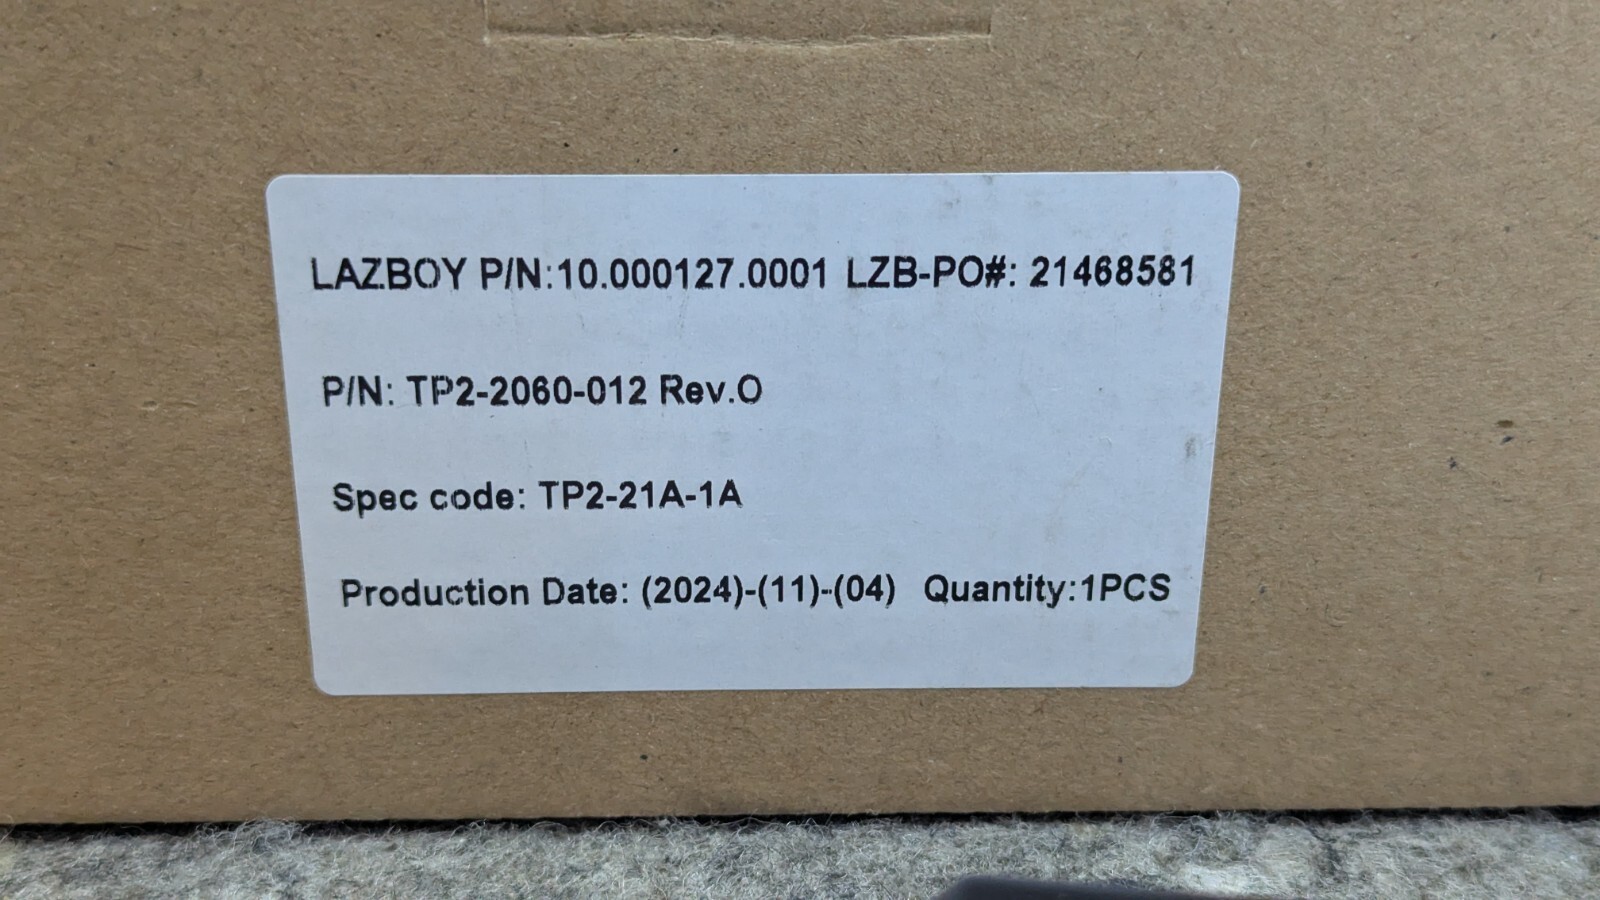 LAZBOY P/N:10.000127.0001 LZB-PO#: 21468581
P/N: TP2-2060-012 Rev.O
Spec code: TP2-21A-1A
Production Date: (2024)-(11)-(04) Quantity:1PCS